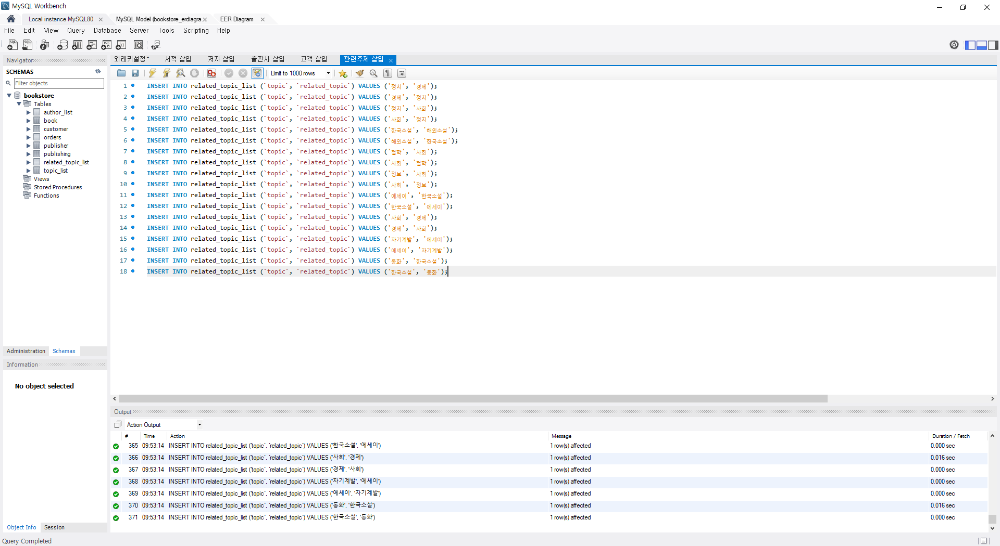 MySQL Workbench
Local instance MySQL80 × MySQL Model (bookstore_erdiagra... × EER Diagram ×
File Edit View Query Database Server Tools Scripting Help
Navigator
SCHEMAS
Filter objects
bookstore
Tables
author_list
book
customer
orders
publisher
publishing
related_topic_list
topic_list
Views
Stored Procedures
Functions
Administration Schemas
Information
No object selected
Object Info Session
외래키설정* 서적 삽입 저자 삽입 출판사 삽입 고객 삽입 관련주제 삽입 ×
Limit to 1000 rows
1 INSERT INTO related_topic_list (`topic`, `related_topic`) VALUES ('정치', '경제');
2 INSERT INTO related_topic_list (`topic`, `related_topic`) VALUES ('경제', '정치');
3 INSERT INTO related_topic_list (`topic`, `related_topic`) VALUES ('정치', '사회');
4 INSERT INTO related_topic_list (`topic`, `related_topic`) VALUES ('사회', '정치');
5 INSERT INTO related_topic_list (`topic`, `related_topic`) VALUES ('한국소설', '해외소설');
6 INSERT INTO related_topic_list (`topic`, `related_topic`) VALUES ('해외소설', '한국소설');
7 INSERT INTO related_topic_list (`topic`, `related_topic`) VALUES ('철학', '사회');
8 INSERT INTO related_topic_list (`topic`, `related_topic`) VALUES ('사회', '철학');
9 INSERT INTO related_topic_list (`topic`, `related_topic`) VALUES ('정보', '사회');
10 INSERT INTO related_topic_list (`topic`, `related_topic`) VALUES ('사회', '정보');
11 INSERT INTO related_topic_list (`topic`, `related_topic`) VALUES ('에세이', '한국소설');
12 INSERT INTO related_topic_list (`topic`, `related_topic`) VALUES ('한국소설', '에세이');
13 INSERT INTO related_topic_list (`topic`, `related_topic`) VALUES ('사회', '경제');
14 INSERT INTO related_topic_list (`topic`, `related_topic`) VALUES ('경제', '사회');
15 INSERT INTO related_topic_list (`topic`, `related_topic`) VALUES ('자기계발', '에세이');
16 INSERT INTO related_topic_list (`topic`, `related_topic`) VALUES ('에세이', '자기계발');
17 INSERT INTO related_topic_list (`topic`, `related_topic`) VALUES ('동화', '한국소설');
18 INSERT INTO related_topic_list (`topic`, `related_topic`) VALUES ('한국소설', '동화');
Output
Action Output
# Time Action Message Duration / Fetch
365 09:53:14 INSERT INTO related_topic_list (`topic`, `related_topic`) VALUES ('한국소설', '에세이') 1 row(s) affected 0.000 sec
366 09:53:14 INSERT INTO related_topic_list (`topic`, `related_topic`) VALUES ('사회', '경제') 1 row(s) affected 0.016 sec
367 09:53:14 INSERT INTO related_topic_list (`topic`, `related_topic`) VALUES ('경제', '사회') 1 row(s) affected 0.000 sec
368 09:53:14 INSERT INTO related_topic_list (`topic`, `related_topic`) VALUES ('자기계발', '에세이') 1 row(s) affected 0.000 sec
369 09:53:14 INSERT INTO related_topic_list (`topic`, `related_topic`) VALUES ('에세이', '자기계발') 1 row(s) affected 0.000 sec
370 09:53:14 INSERT INTO related_topic_list (`topic`, `related_topic`) VALUES ('동화', '한국소설') 1 row(s) affected 0.016 sec
371 09:53:14 INSERT INTO related_topic_list (`topic`, `related_topic`) VALUES ('한국소설', '동화') 1 row(s) affected 0.000 sec
Query Completed